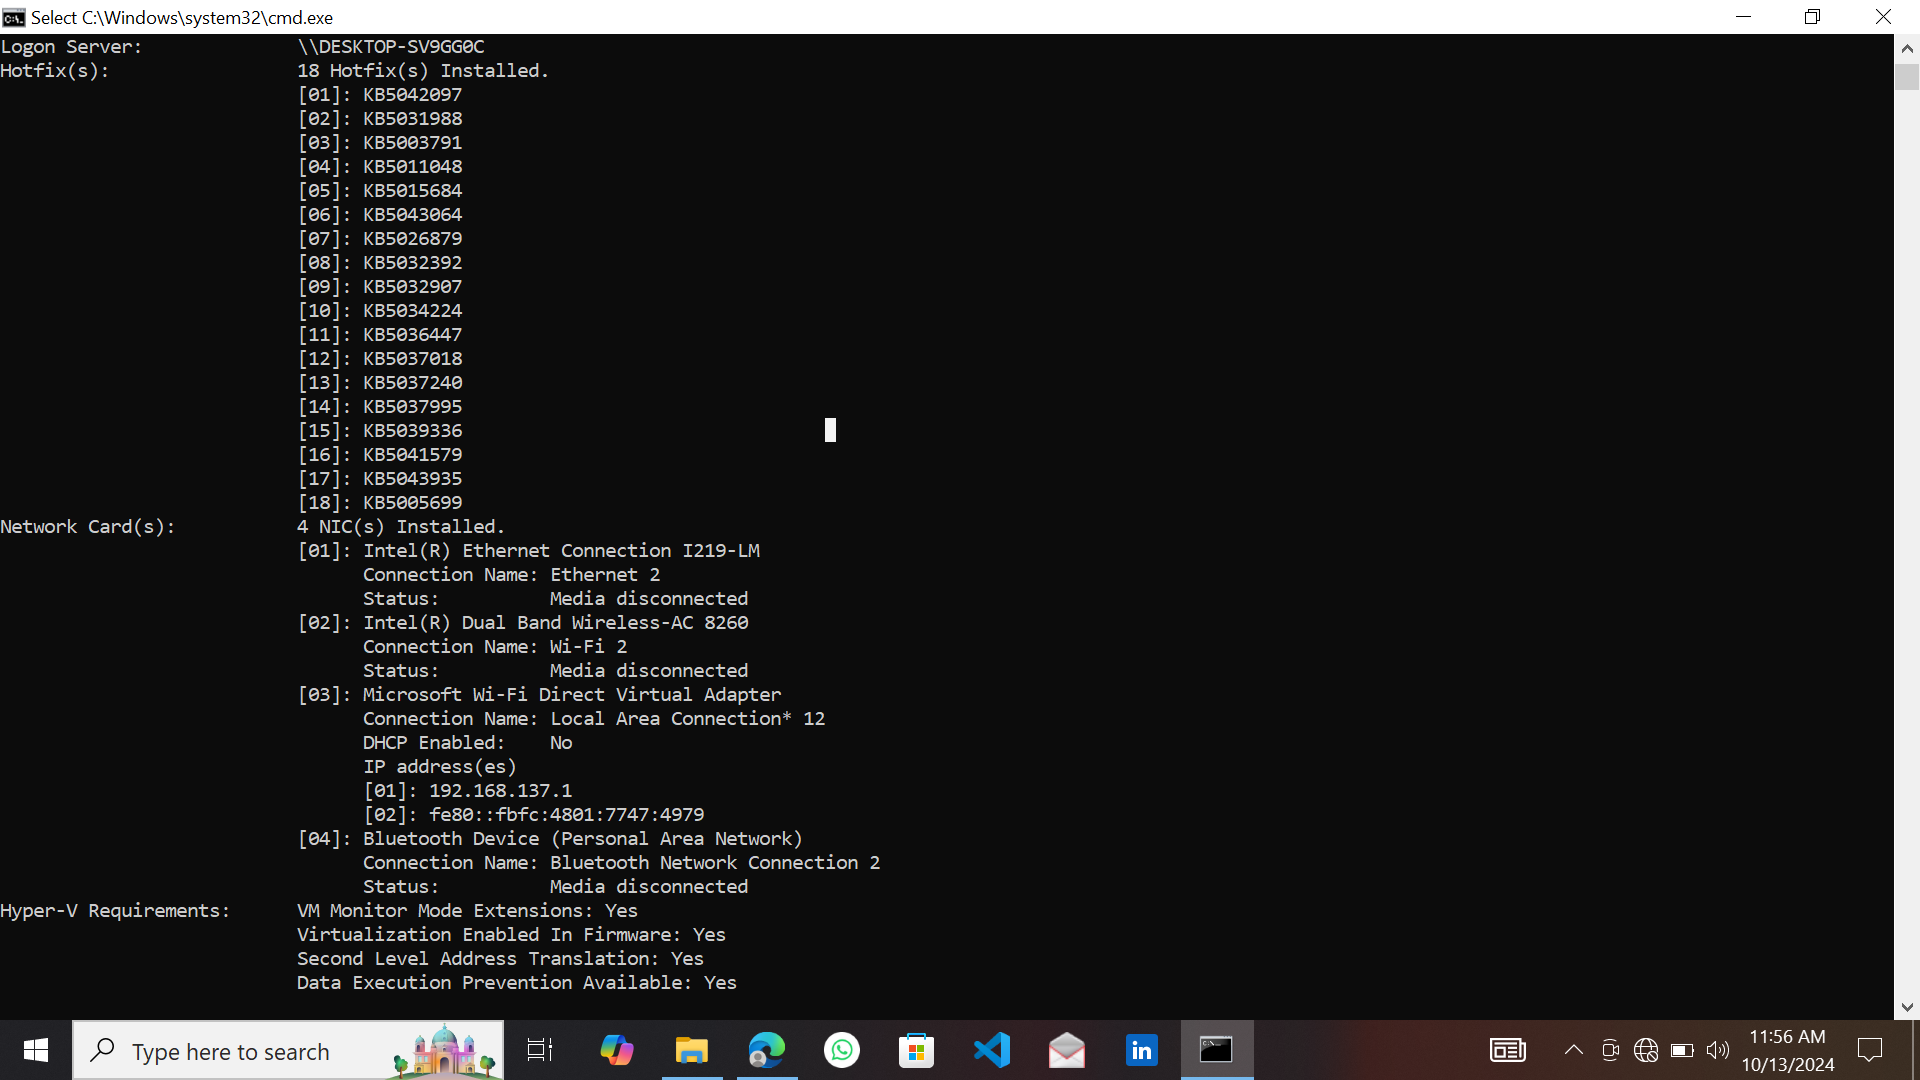 Select C:\Windows\system32\cmd.exe
Logon Server: \\DESKTOP-SV9GG0C
Hotfix(s): 18 Hotfix(s) Installed.
[01]: KB5042097
[02]: KB5031988
[03]: KB5003791
[04]: KB5011048
[05]: KB5015684
[06]: KB5043064
[07]: KB5026879
[08]: KB5032392
[09]: KB5032907
[10]: KB5034224
[11]: KB5036447
[12]: KB5037018
[13]: KB5037240
[14]: KB5037995
[15]: KB5039336
[16]: KB5041579
[17]: KB5043935
[18]: KB5005699
Network Card(s): 4 NIC(s) Installed.
[01]: Intel(R) Ethernet Connection I219-LM
Connection Name: Ethernet 2
Status: Media disconnected
[02]: Intel(R) Dual Band Wireless-AC 8260
Connection Name: Wi-Fi 2
Status: Media disconnected
[03]: Microsoft Wi-Fi Direct Virtual Adapter
Connection Name: Local Area Connection* 12
DHCP Enabled: No
IP address(es)
[01]: 192.168.137.1
[02]: fe80::fbfc:4801:7747:4979
[04]: Bluetooth Device (Personal Area Network)
Connection Name: Bluetooth Network Connection 2
Status: Media disconnected
Hyper-V Requirements: VM Monitor Mode Extensions: Yes
Virtualization Enabled In Firmware: Yes
Second Level Address Translation: Yes
Data Execution Prevention Available: Yes
Type here to search
in
11:56 AM
10/13/2024